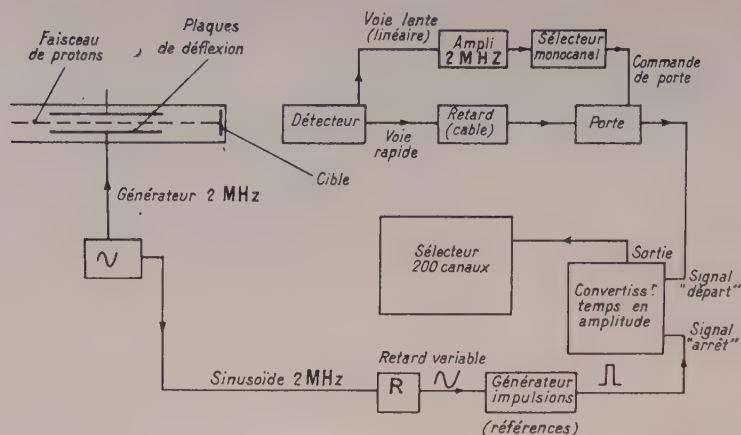 Faisceau
de protons
Plaques
de déflexion
Cible
Générateur 2 MHz
Voie lente
(linéaire)
Ampli
2 MHZ
Sélecteur
monocanal
Commande
de porte
Détecteur
Voie
rapide
Retard
(cable)
Porte
Sélecteur
200 canaux
Sortie
Convertiss.r
temps en
amplitude
Signal
"départ"
Signal
"arrêt"
Sinusoïde 2 MHz
Retard variable
R
Générateur
impulsions
(références)